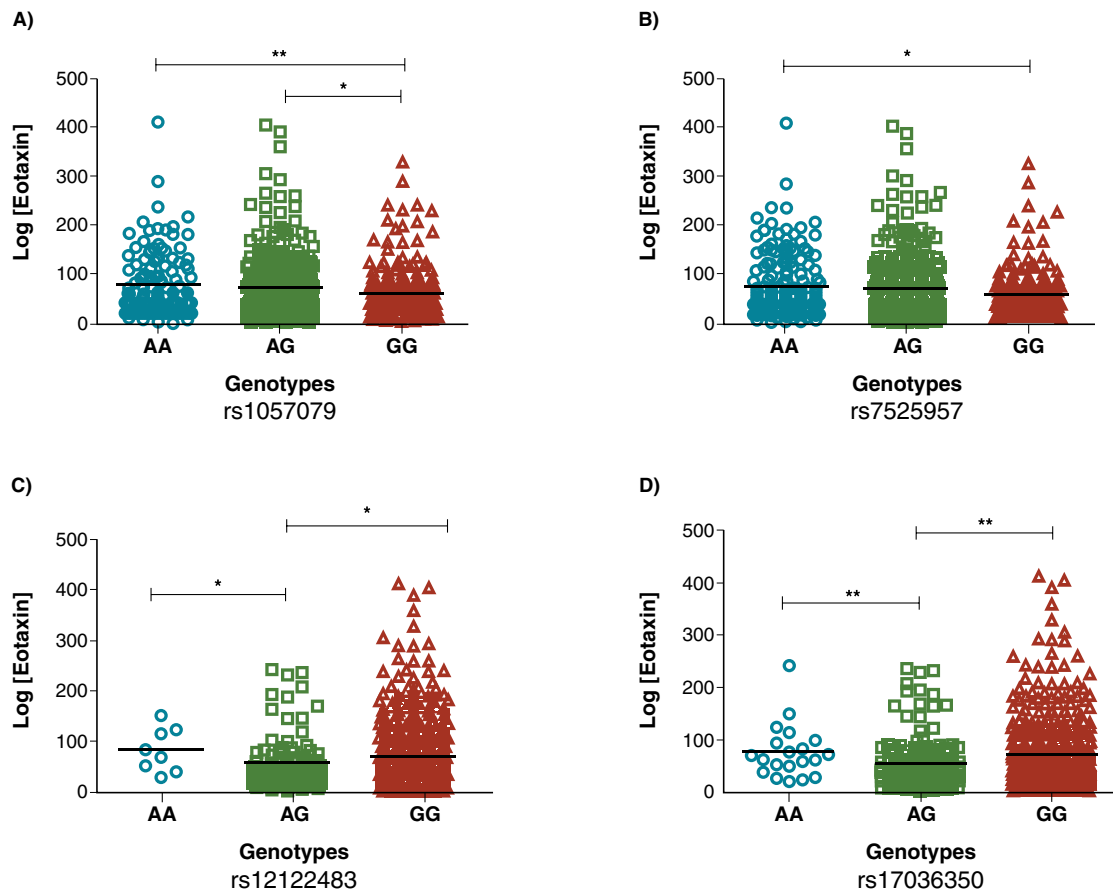 A)
**
*
500
400
300
200
100
0
Log [Eotaxin]
AA AG GG
Genotypes
rs1057079
B)
*
500
400
300
200
100
0
Log [Eotaxin]
AA AG GG
Genotypes
rs7525957
C)
*
*
500
400
300
200
100
0
Log [Eotaxin]
AA AG GG
Genotypes
rs12122483
D)
**
**
500
400
300
200
100
0
Log [Eotaxin]
AA AG GG
Genotypes
rs17036350